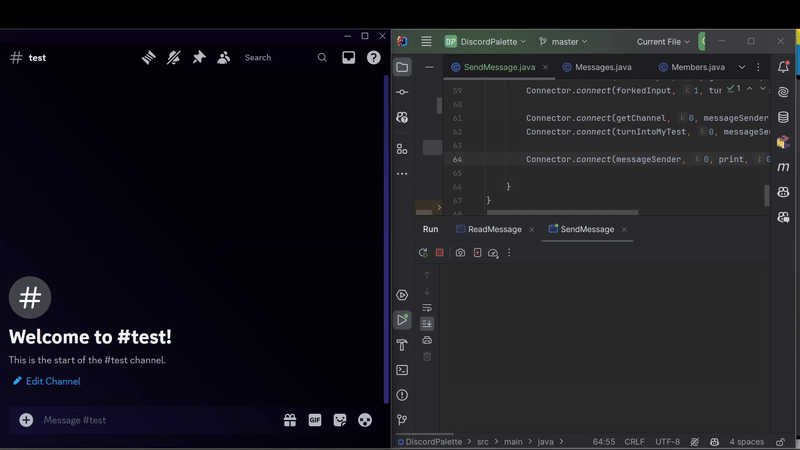 # test
Search
Welcome to #test!
This is the start of the #test channel.
Edit Channel
Message #test
GIF
DP DiscordPalette
master
Current File
SendMessage.java
Messages.java
Members.java
59 Connector.connect(forkedInput, i 1, tur
1
60
61 Connector.connect(getChannel, i 0, messageSender
62 Connector.connect(turnIntoMyTest, i 0, messageSen
63
64 Connector.connect(messageSender, i 0, print, i 0
65
66 }
67 }
68
Run
ReadMessage
SendMessage
DiscordPalette > src > main > java >
64:55
CRLF
UTF-8
4 spaces